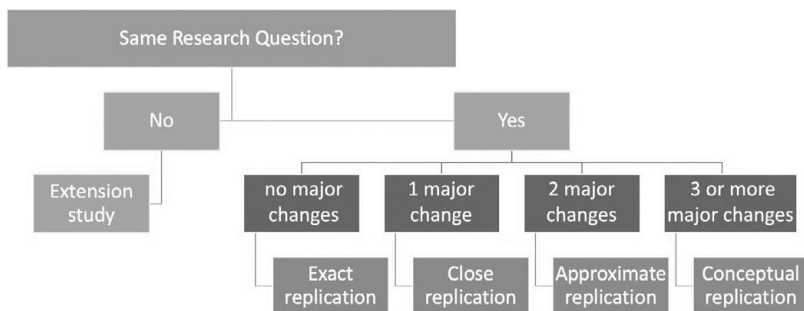 Same Research Question?
No
Yes
Extension
study
no major
changes
1 major
change
2 major
changes
3 or more
major changes
Exact
replication
Close
replication
Approximate
replication
Conceptual
replication